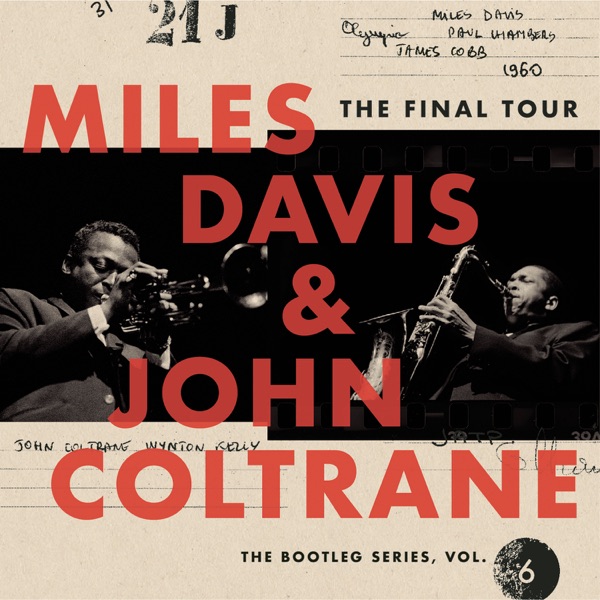 31
21 J
MILES DAVIS
Olympia PAUL CHAMBERS
JAMES COBB
1960
THE FINAL TOUR
MILES
DAVIS
&
JOHN
COLTRANE
JOHN COLTRANE WYNTON KELLY
THE BOOTLEG SERIES, VOL. 6